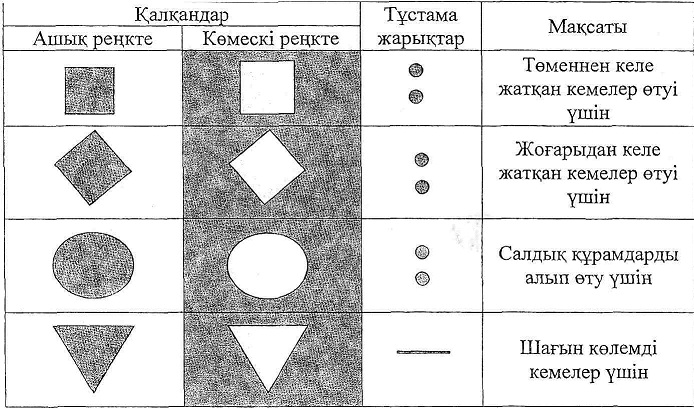 Қалқандар
Ашық реңкте
Көмескі реңкте
Тұстама
жарықтар
Мақсаты
Төменнен келе
жатқан кемелер өтуі
үшін
Жоғарыдан келе
жатқан кемелер өтуі
үшін
Салдық құрамдарды
алып өту үшін
Шағын көлемді
кемелер үшін